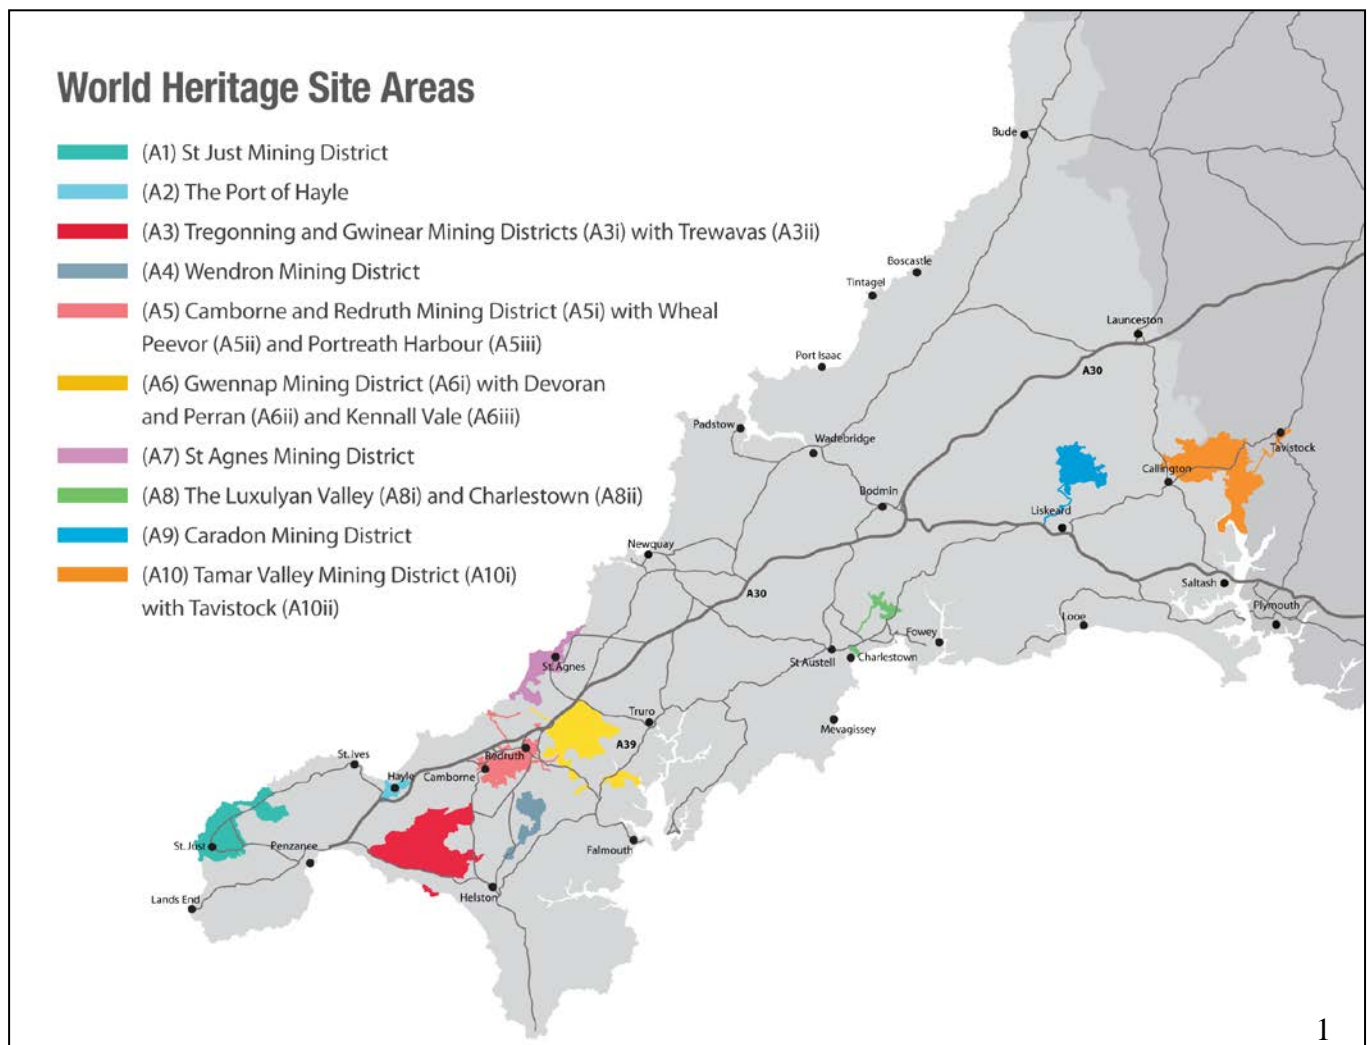 World Heritage Site Areas
(A1) St Just Mining District
(A2) The Port of Hayle
(A3) Tregonning and Gwinear Mining Districts (A3i) with Trewavas (A3ii)
(A4) Wendron Mining District
(A5) Camborne and Redruth Mining District (A5i) with Wheal
Peevor (A5ii) and Portreath Harbour (A5iii)
(A6) Gwennap Mining District (A6i) with Devoran
and Perran (A6ii) and Kennall Vale (A6iii)
(A7) St Agnes Mining District
(A8) The Luxulyan Valley (A8i) and Charlestown (A8ii)
(A9) Caradon Mining District
(A10) Tamar Valley Mining District (A10i)
with Tavistock (A10ii)
Bude
Boscastle
Tintagel
Launceston
Port Isaac
A30
Padstow
Wadebridge
Tavistock
Callington
Bodmin
Liskeard
Newquay
Saltash
A30
Plymouth
Looe
Fowey
St Austell
Charlestown
St. Agnes
Truro
Mevagissey
A39
St. Ives
Redruth
Hayle
Camborne
St. Just
Penzance
Falmouth
Helston
Lands End
1